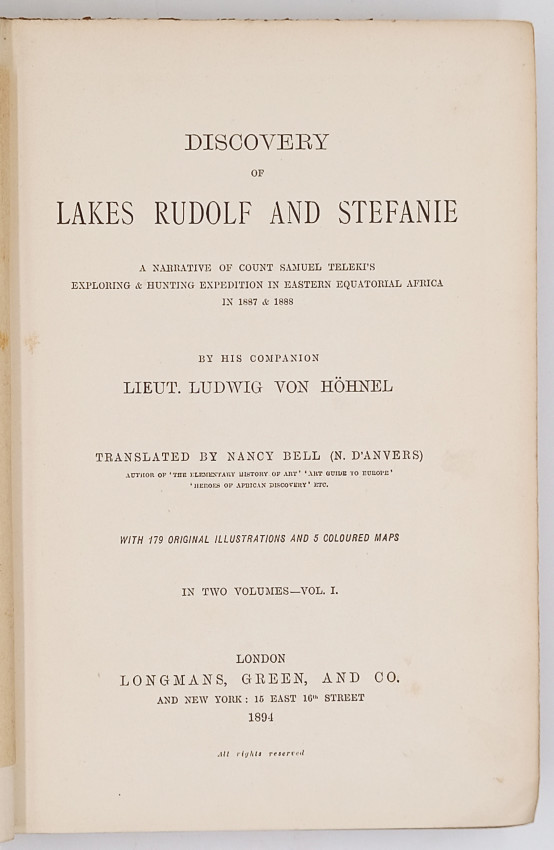 DISCOVERY
OF
LAKES RUDOLF AND STEFANIE
A NARRATIVE OF COUNT SAMUEL TELEKI'S
EXPLORING & HUNTING EXPEDITION IN EASTERN EQUATORIAL AFRICA
IN 1887 & 1888
BY HIS COMPANION
LIEUT. LUDWIG VON HÖHNEL
TRANSLATED BY NANCY BELL (N. D'ANVERS)
AUTHOR OF 'THE ELEMENTARY HISTORY OF ART' 'ART GUIDE TO EUROPE'
'HEROES OF AFRICAN DISCOVERY' ETC.
WITH 179 ORIGINAL ILLUSTRATIONS AND 5 COLOURED MAPS
IN TWO VOLUMES—VOL. I.
LONDON
LONGMANS, GREEN, AND CO.
AND NEW YORK: 15 EAST 16th STREET
1894
All rights reserved